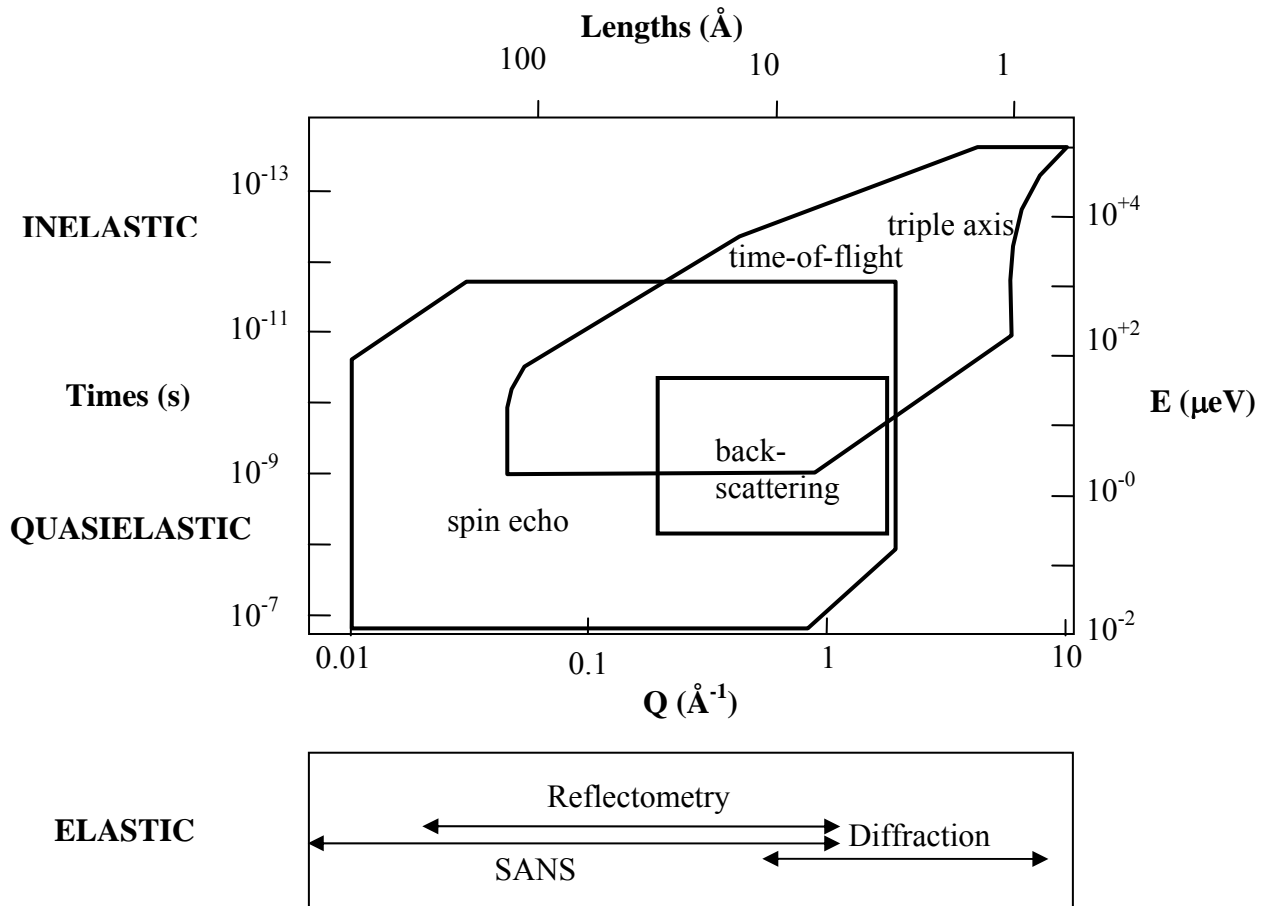 Lengths (Å)
100
10
1
10-13
INELASTIC
10+4
triple axis
time-of-flight
10-11
10+2
Times (s)
E (μeV)
back-
scattering
10-9
10-0
spin echo
QUASIELASTIC
10-7
10-2
0.01
0.1
1
10
Q (Å-1)
Reflectometry
ELASTIC
Diffraction
SANS